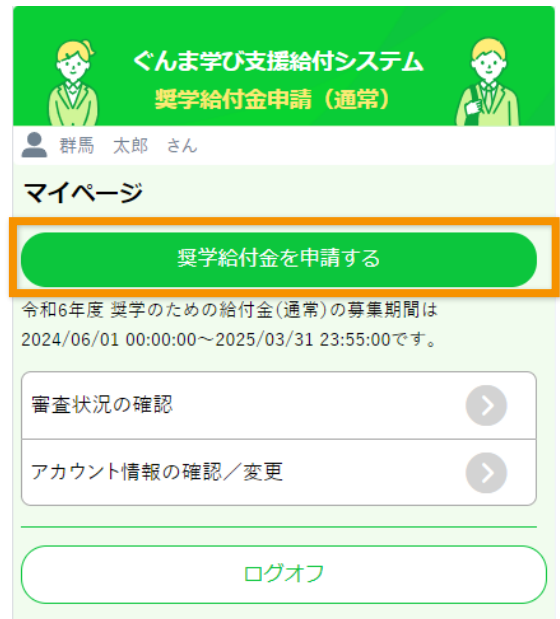 ぐんま学び支援給付システム
奨学給付金申請（通常）
群馬　太郎　さん
マイページ
奨学給付金を申請する
令和6年度 奨学のための給付金(通常)の募集期間は
2024/06/01 00:00:00～2025/03/31 23:55:00です。
審査状況の確認
アカウント情報の確認／変更
ログオフ